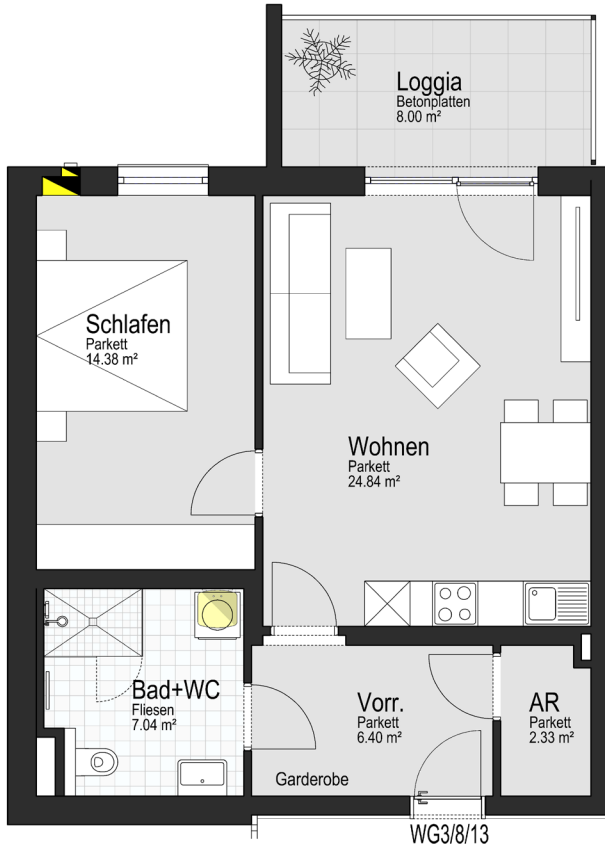 Loggia
Betonplatten
8.00 m²
Schlafen
Parkett
14.38 m²
Wohnen
Parkett
24.84 m²
Bad+WC
Fliesen
7.04 m²
Vorr.
Parkett
6.40 m²
AR
Parkett
2.33 m²
Garderobe
WG3/8/13